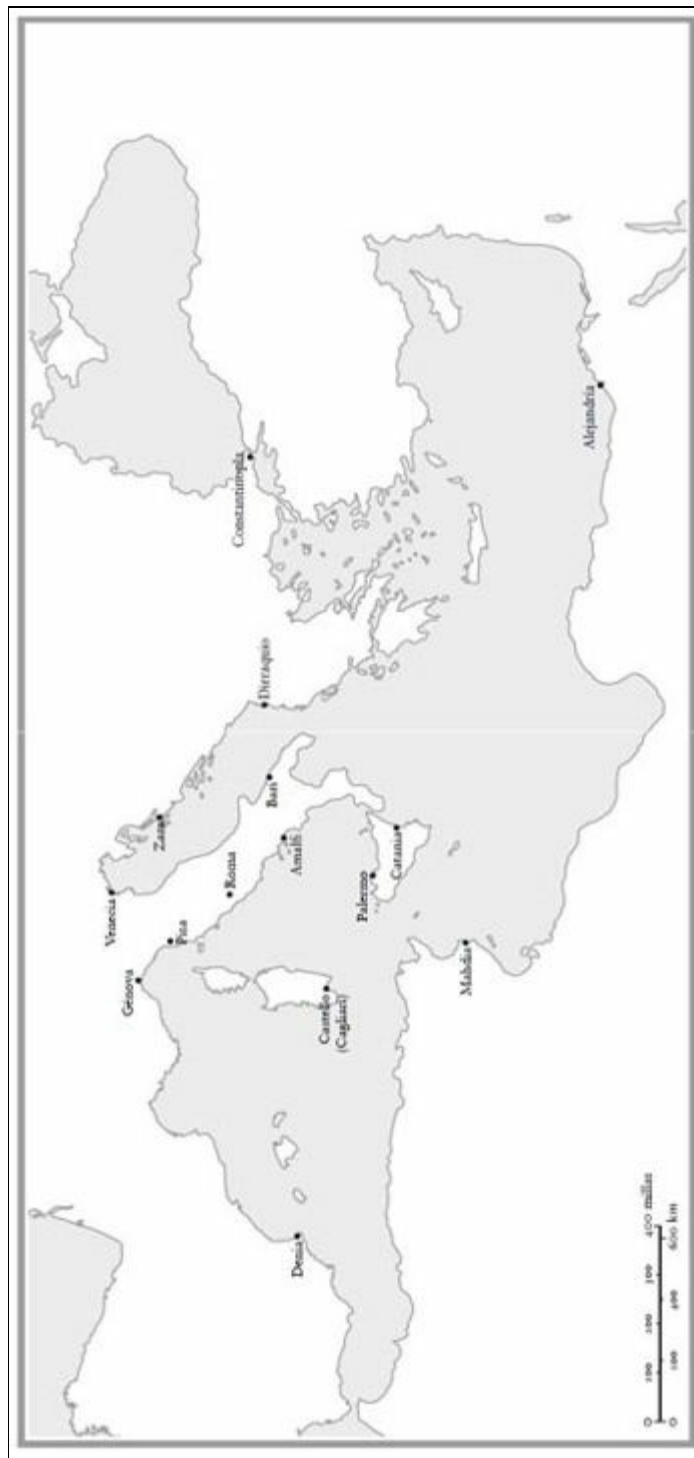 Venecia
Génova
Zara
Pisa
Roma
Bari
Dirraquio
Constantinopla
Amalfi
Denia
Castello
(Cagliari)
Palermo
Catania
Mahdia
Alejandría
400 millas
600 km